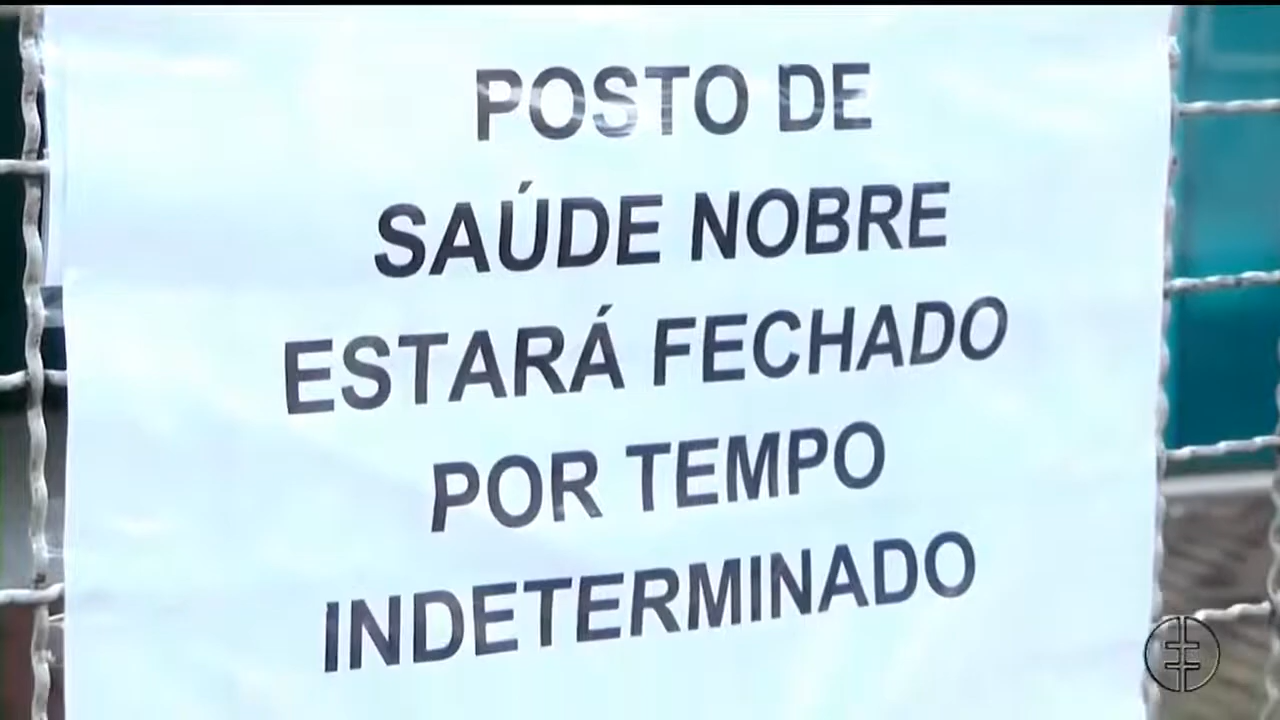 POSTO DE
SAÚDE NOBRE
ESTARÁ FECHADO
POR TEMPO
INDETERMINADO